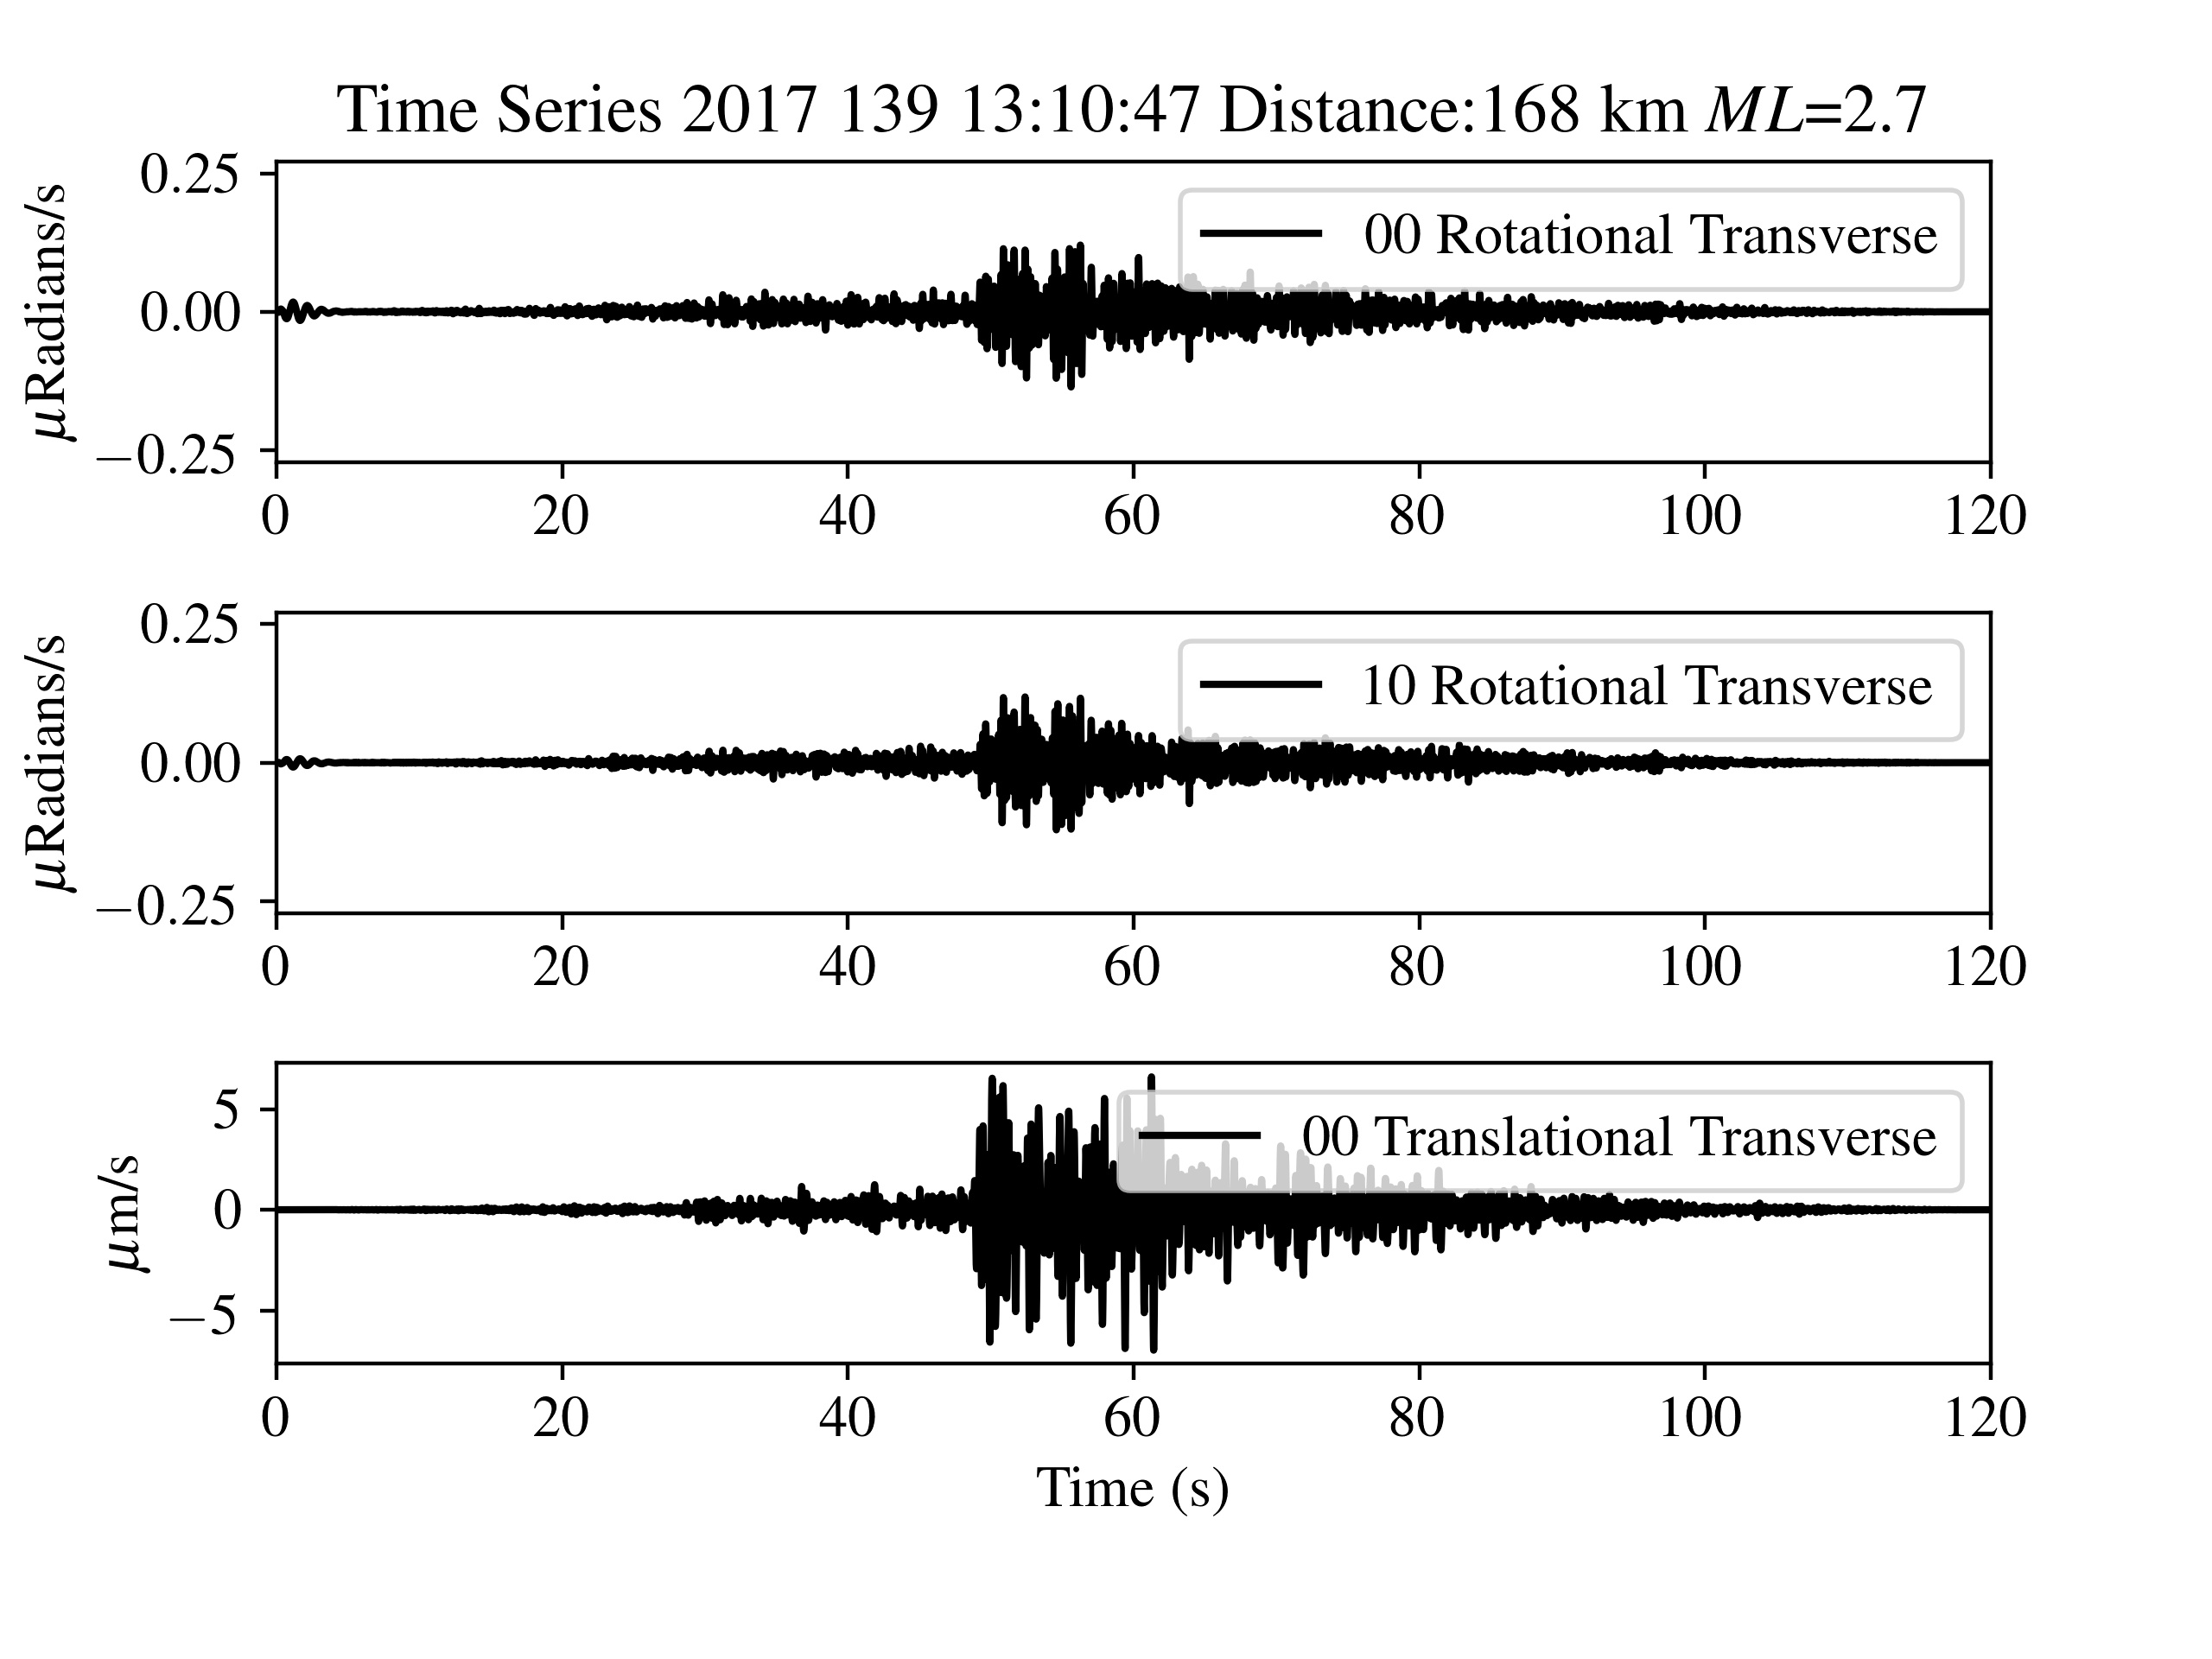 Time Series 2017 139 13:10:47 Distance:168 km ML=2.7
0.25
0.00
−0.25
μRadians/s
00 Rotational Transverse
0 20 40 60 80 100 120
0.25
0.00
−0.25
μRadians/s
10 Rotational Transverse
0 20 40 60 80 100 120
5
0
−5
μm/s
00 Translational Transverse
0 20 40 60 80 100 120
Time (s)